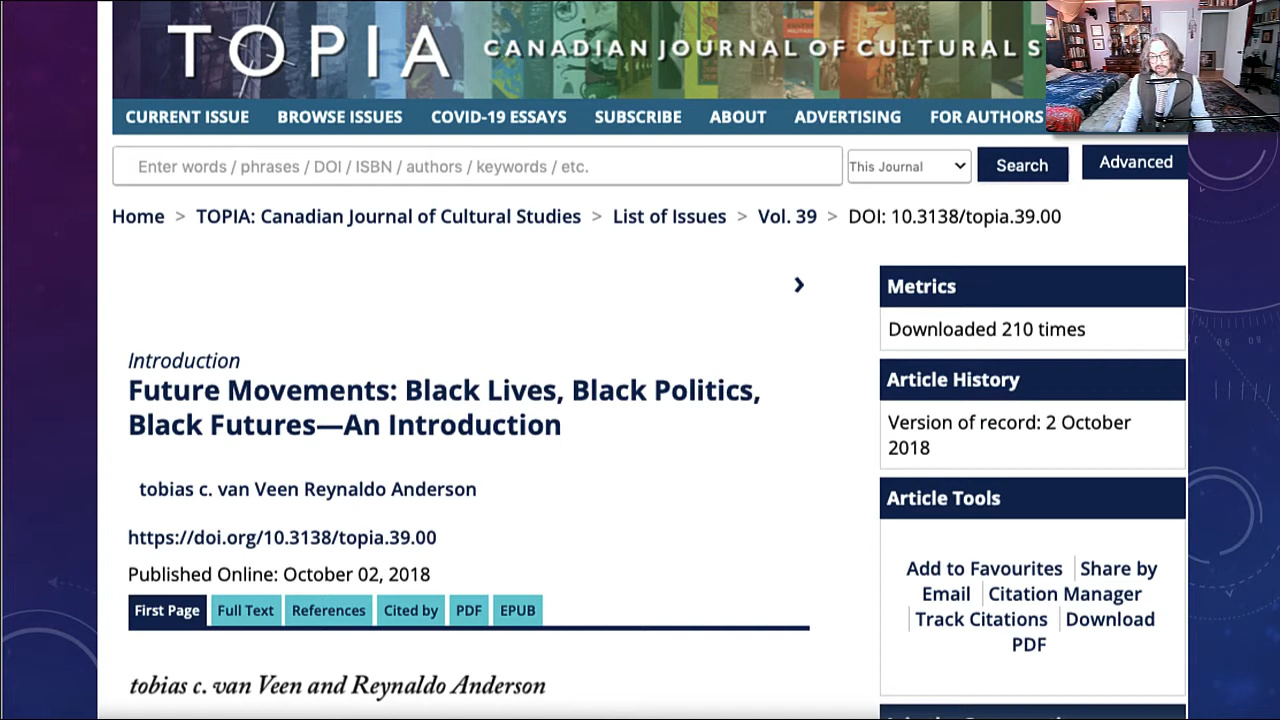 TOPIA CANADIAN JOURNAL OF CULTURAL S
CURRENT ISSUE BROWSE ISSUES COVID-19 ESSAYS SUBSCRIBE ABOUT ADVERTISING FOR AUTHORS
Enter words / phrases / DOI / ISBN / authors / keywords / etc. This Journal Search Advanced
Home > TOPIA: Canadian Journal of Cultural Studies > List of Issues > Vol. 39 > DOI: 10.3138/topia.39.00
Introduction
Future Movements: Black Lives, Black Politics,
Black Futures—An Introduction
tobias c. van Veen Reynaldo Anderson
https://doi.org/10.3138/topia.39.00
Published Online: October 02, 2018
First Page Full Text References Cited by PDF EPUB
tobias c. van Veen and Reynaldo Anderson
Metrics
Downloaded 210 times
Article History
Version of record: 2 October
2018
Article Tools
Add to Favourites Share by
Email Citation Manager
Track Citations Download
PDF